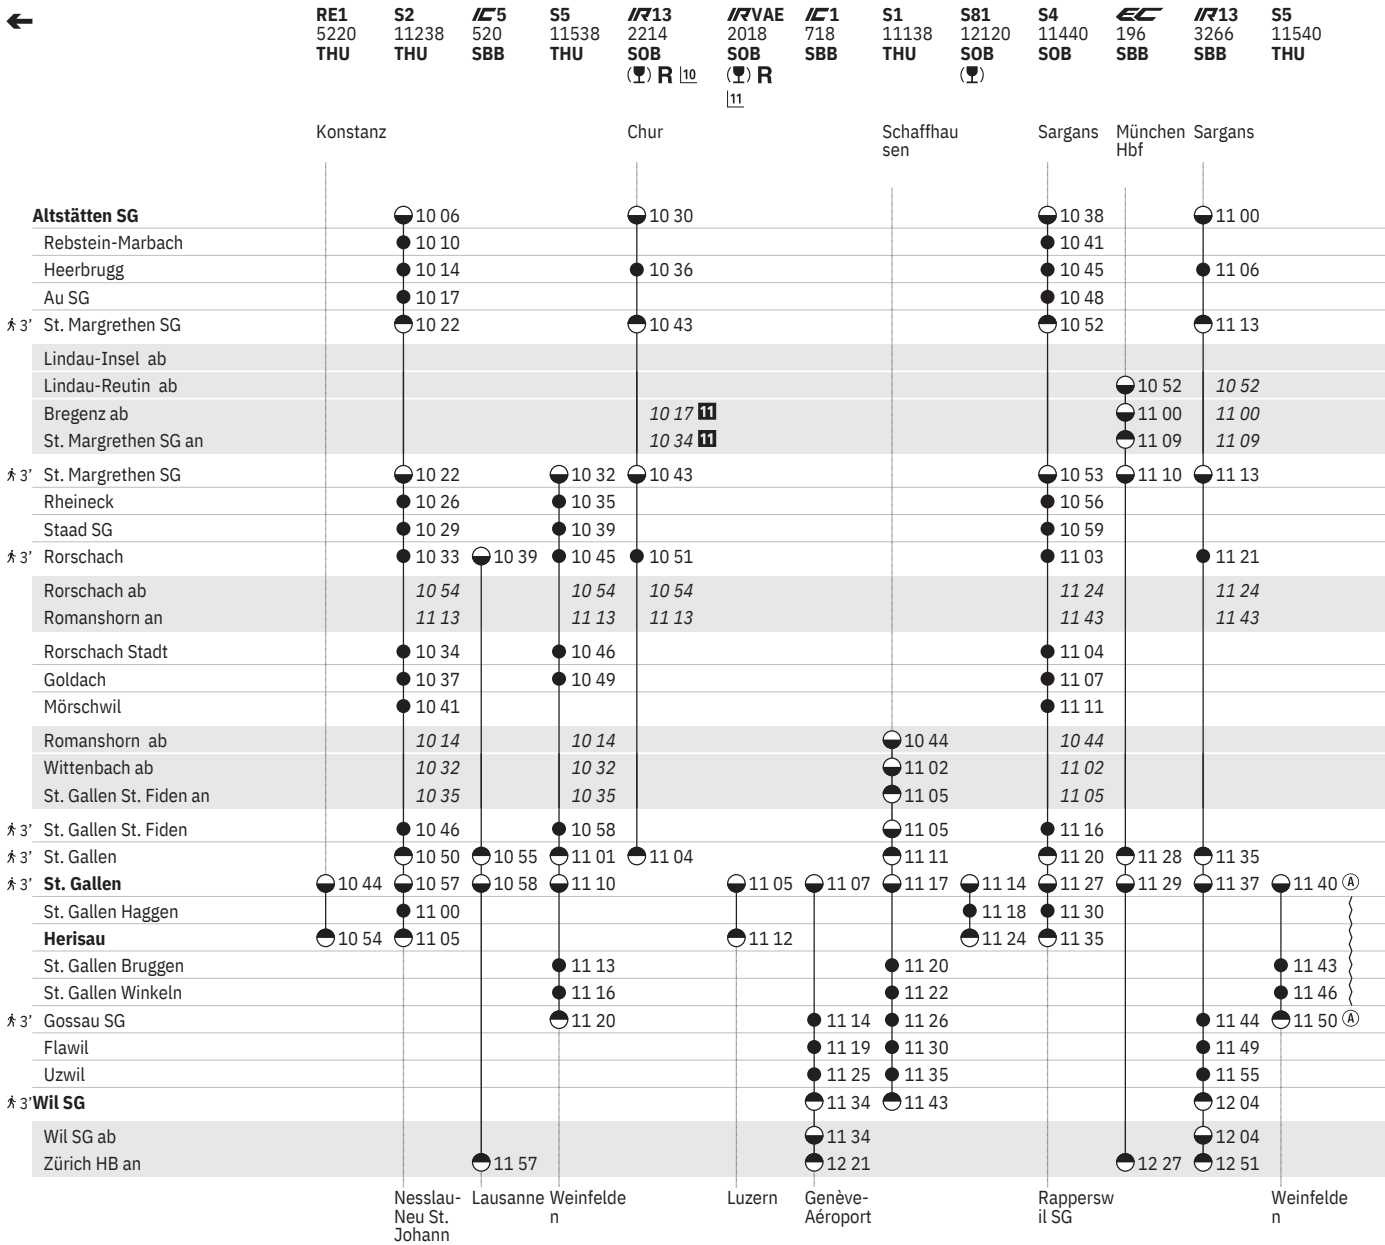 RE1 S2 IC5 S5 IR13 IRVAE IC1 S1 S81 S4 EC IR13 S5
5220 11238 520 11538 2214 2018 718 11138 12120 11440 196 3266 11540
THU THU SBB THU SOB SOB SBB THU SOB SOB SBB SBB THU
R 10 R
11
Konstanz Chur Schaffhau Sargans München Sargans
sen Hbf
Altstätten SG 10 06 10 30 10 38 11 00
Rebstein-Marbach 10 10 10 41
Heerbrugg 10 14 10 36 10 45 11 06
Au SG 10 17 10 48
3' St. Margrethen SG 10 22 10 43 10 52 11 13
Lindau-Insel ab
Lindau-Reutin ab 10 52 10 52
Bregenz ab 10 17 11 11 00 11 00
St. Margrethen SG an 10 34 11 11 09 11 09
3' St. Margrethen SG 10 22 10 32 10 43 10 53 11 10 11 13
Rheineck 10 26 10 35 10 56
Staad SG 10 29 10 39 10 59
3' Rorschach 10 33 10 39 10 45 10 51 11 03 11 21
Rorschach ab 10 54 10 54 10 54 11 24 11 24
Romanshorn an 11 13 11 13 11 13 11 43 11 43
Rorschach Stadt 10 34 10 46 11 04
Goldach 10 37 10 49 11 07
Mörschwil 10 41 11 11
Romanshorn ab 10 14 10 14 10 44 10 44
Wittenbach ab 10 32 10 32 11 02 11 02
St. Gallen St. Fiden an 10 35 10 35 11 05 11 05
3' St. Gallen St. Fiden 10 46 10 58 11 05 11 16
3' St. Gallen 10 50 10 55 11 01 11 04 11 11 11 20 11 28 11 35
3' St. Gallen 10 44 10 57 10 58 11 10 11 05 11 07 11 17 11 14 11 27 11 29 11 37 11 40 A
St. Gallen Haggen 11 00 11 18 11 30
Herisau 10 54 11 05 11 12 11 24 11 35
St. Gallen Bruggen 11 13 11 20 11 43
St. Gallen Winkeln 11 16 11 22 11 46
3' Gossau SG 11 20 11 14 11 26 11 44 11 50 A
Flawil 11 19 11 30 11 49
Uzwil 11 25 11 35 11 55
3' Wil SG 11 34 11 43 12 04
Wil SG ab 11 34 12 04
Zürich HB an 11 57 12 21 12 27 12 51
Nesslau- Lausanne Weinfelde Luzern Genève- Rappersw Weinfelde
Neu St. n Aéroport il SG n
Johann